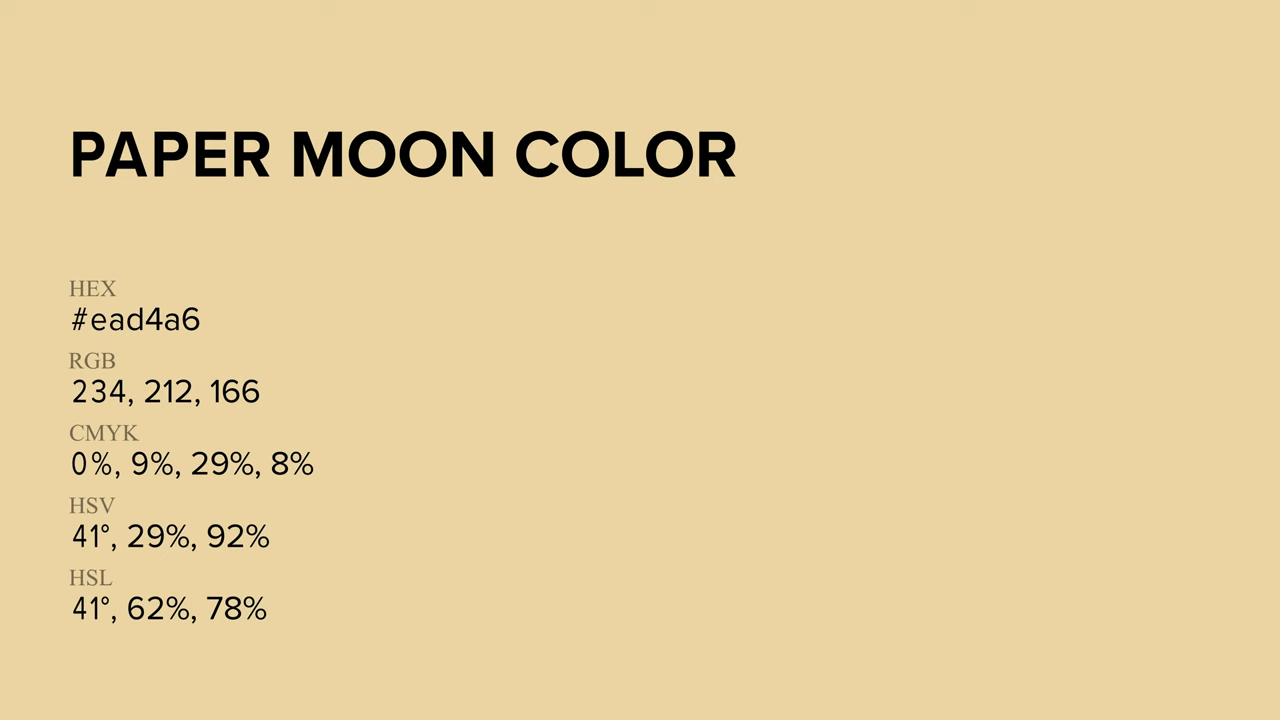 PAPER MOON COLOR
HEX
#ead4a6
RGB
234, 212, 166
CMYK
0%, 9%, 29%, 8%
HSV
41°, 29%, 92%
HSL
41°, 62%, 78%